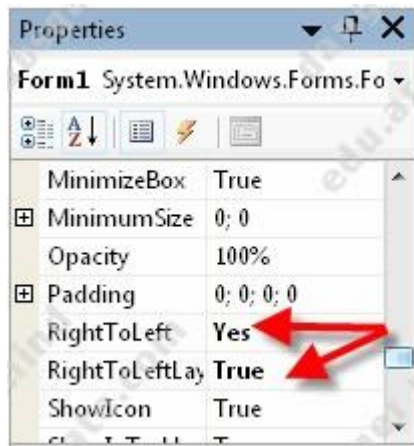 Properties
Form1 System.Windows.Forms.Fo
MinimizeBox True
MinimumSize 0; 0
Opacity 100%
Padding 0; 0; 0; 0
RightToLeft Yes
RightToLeftLay True
ShowIcon True